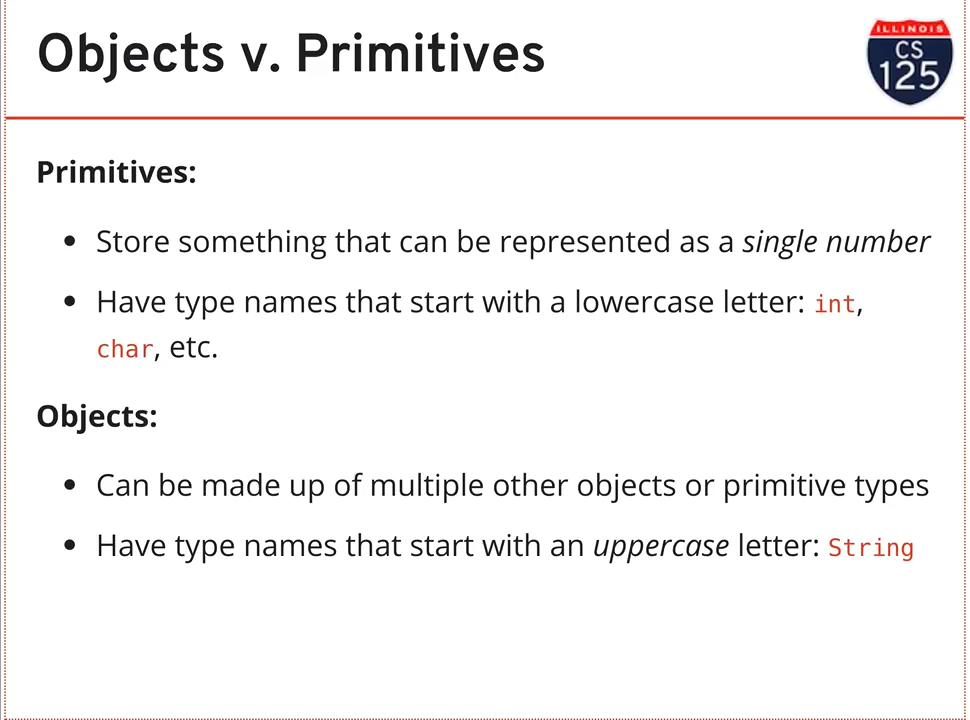 Objects v. Primitives
ILLINOIS
CS
125
Primitives:
• Store something that can be represented as a single number
• Have type names that start with a lowercase letter: int,
char, etc.
Objects:
• Can be made up of multiple other objects or primitive types
• Have type names that start with an uppercase letter: String